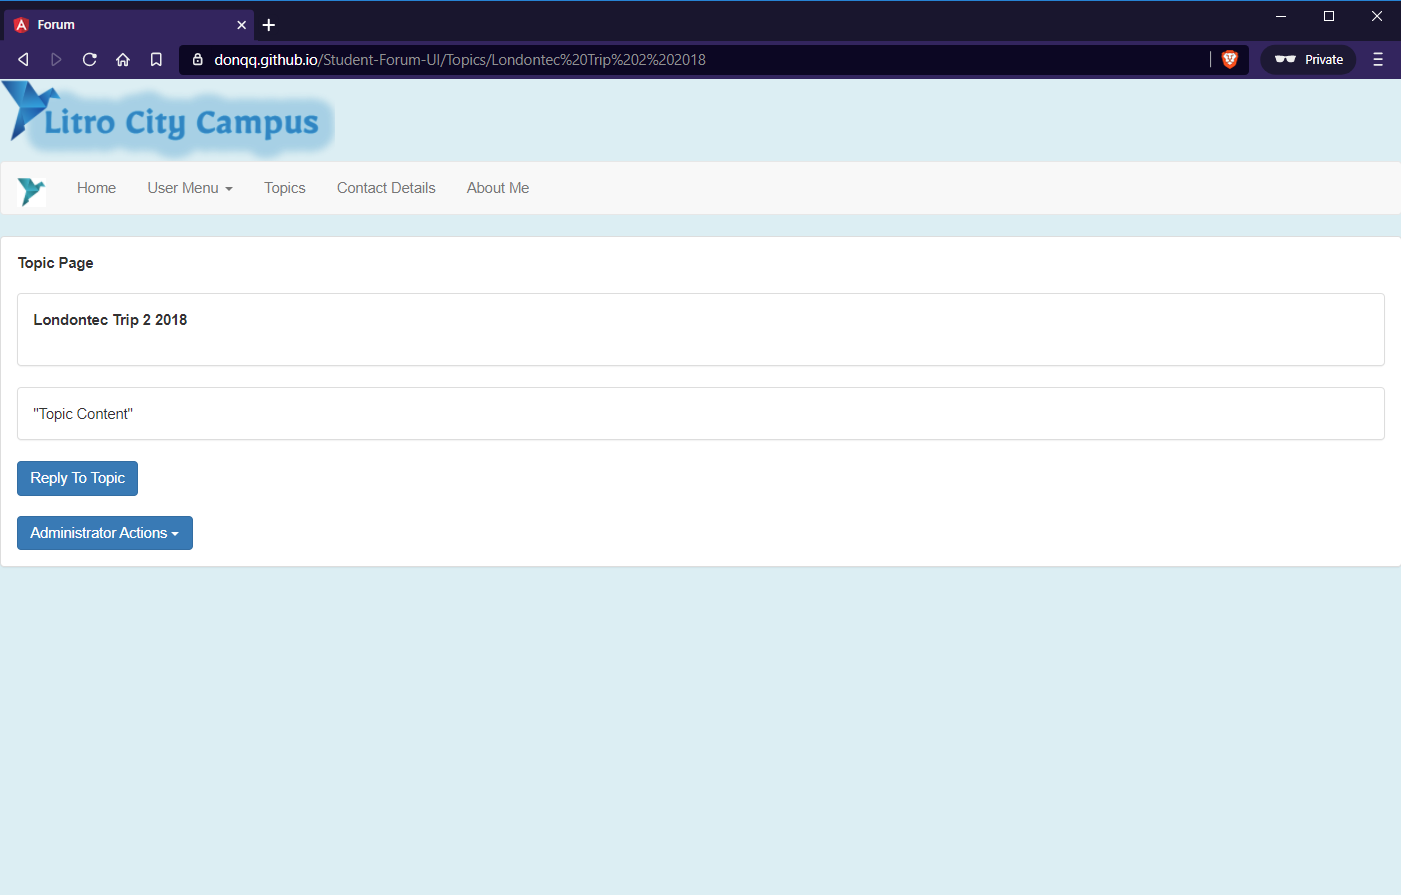 Forum
donqq.github.io/Student-Forum-UI/Topics/Londontec%20Trip%202%202018
Private
Litro City Campus
Home User Menu Topics Contact Details About Me
Topic Page
Londontec Trip 2 2018
"Topic Content"
Reply To Topic
Administrator Actions